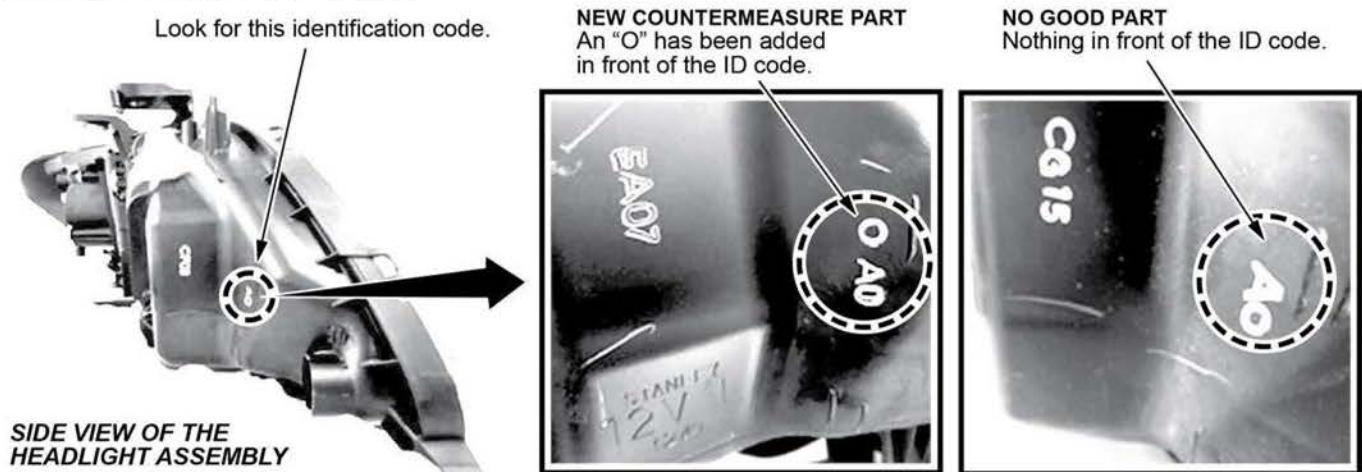 Look for this identification code.
NEW COUNTERMEASURE PART
An “O” has been added
in front of the ID code.
NO GOOD PART
Nothing in front of the ID code.
EA07
O A0
STANLEY
12V
CQ15
A0
SIDE VIEW OF THE
HEADLIGHT ASSEMBLY